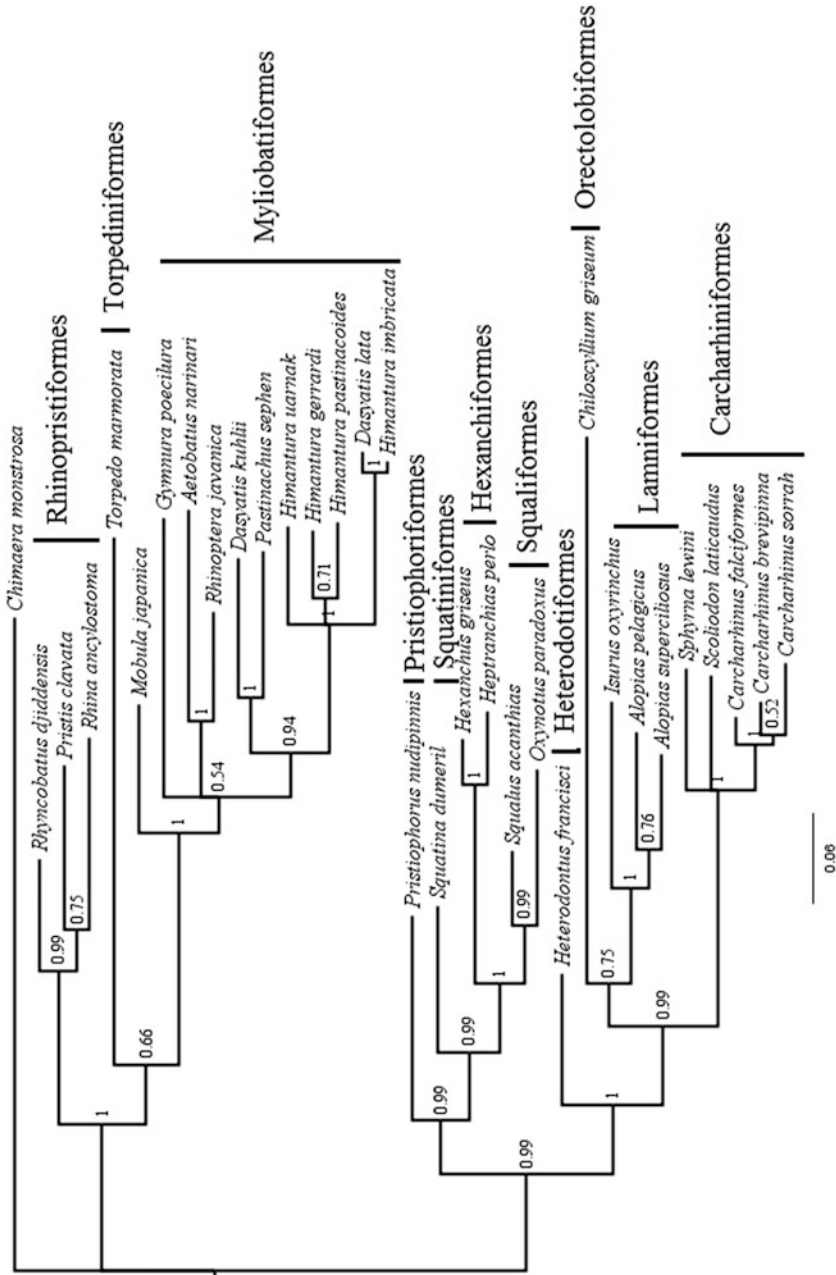 Chimaera monstrosa
Rhyncobatus djiddensis
Pristis clavata
Rhina ancylostoma
Rhinopristiformes
Torpedo marmorata
Torpediniformes
Mobula japanica
Gymnura poecilura
Aetobatus narinari
Rhinoptera javanica
Dasyatis kuhlii
Pastinachus sephen
Himantura uarnak
Himantura gerrardi
Himantura pastinacoides
Dasyatis lata
Himantura imbricata
Myliobatiformes
Pristiophorus nudipinnis
Pristiophoriformes
Squatina dumeril
Squatiniformes
Hexanchus griseus
Heptranchias perlo
Hexanchiformes
Squalus acanthias
Oxynotus paradoxus
Squaliformes
Heterodontus francisci
Heterodotiformes
Chiloscyllium griseum
Orectolobiformes
Isurus oxyrinchus
Alopias pelagicus
Alopias superciliosus
Lamniformes
Sphyrna lewini
Scoliodon laticaudus
Carcharhinus falciformes
Carcharhinus brevipinna
Carcharhinus sorrah
Carcharhiniformes
0.99
0.75
1
0.66
1
0.54
1
1
0.94
1
0.71
1
0.99
0.99
0.99
1
1
0.99
1
0.75
1
0.76
0.99
1
1
0.52
0.06